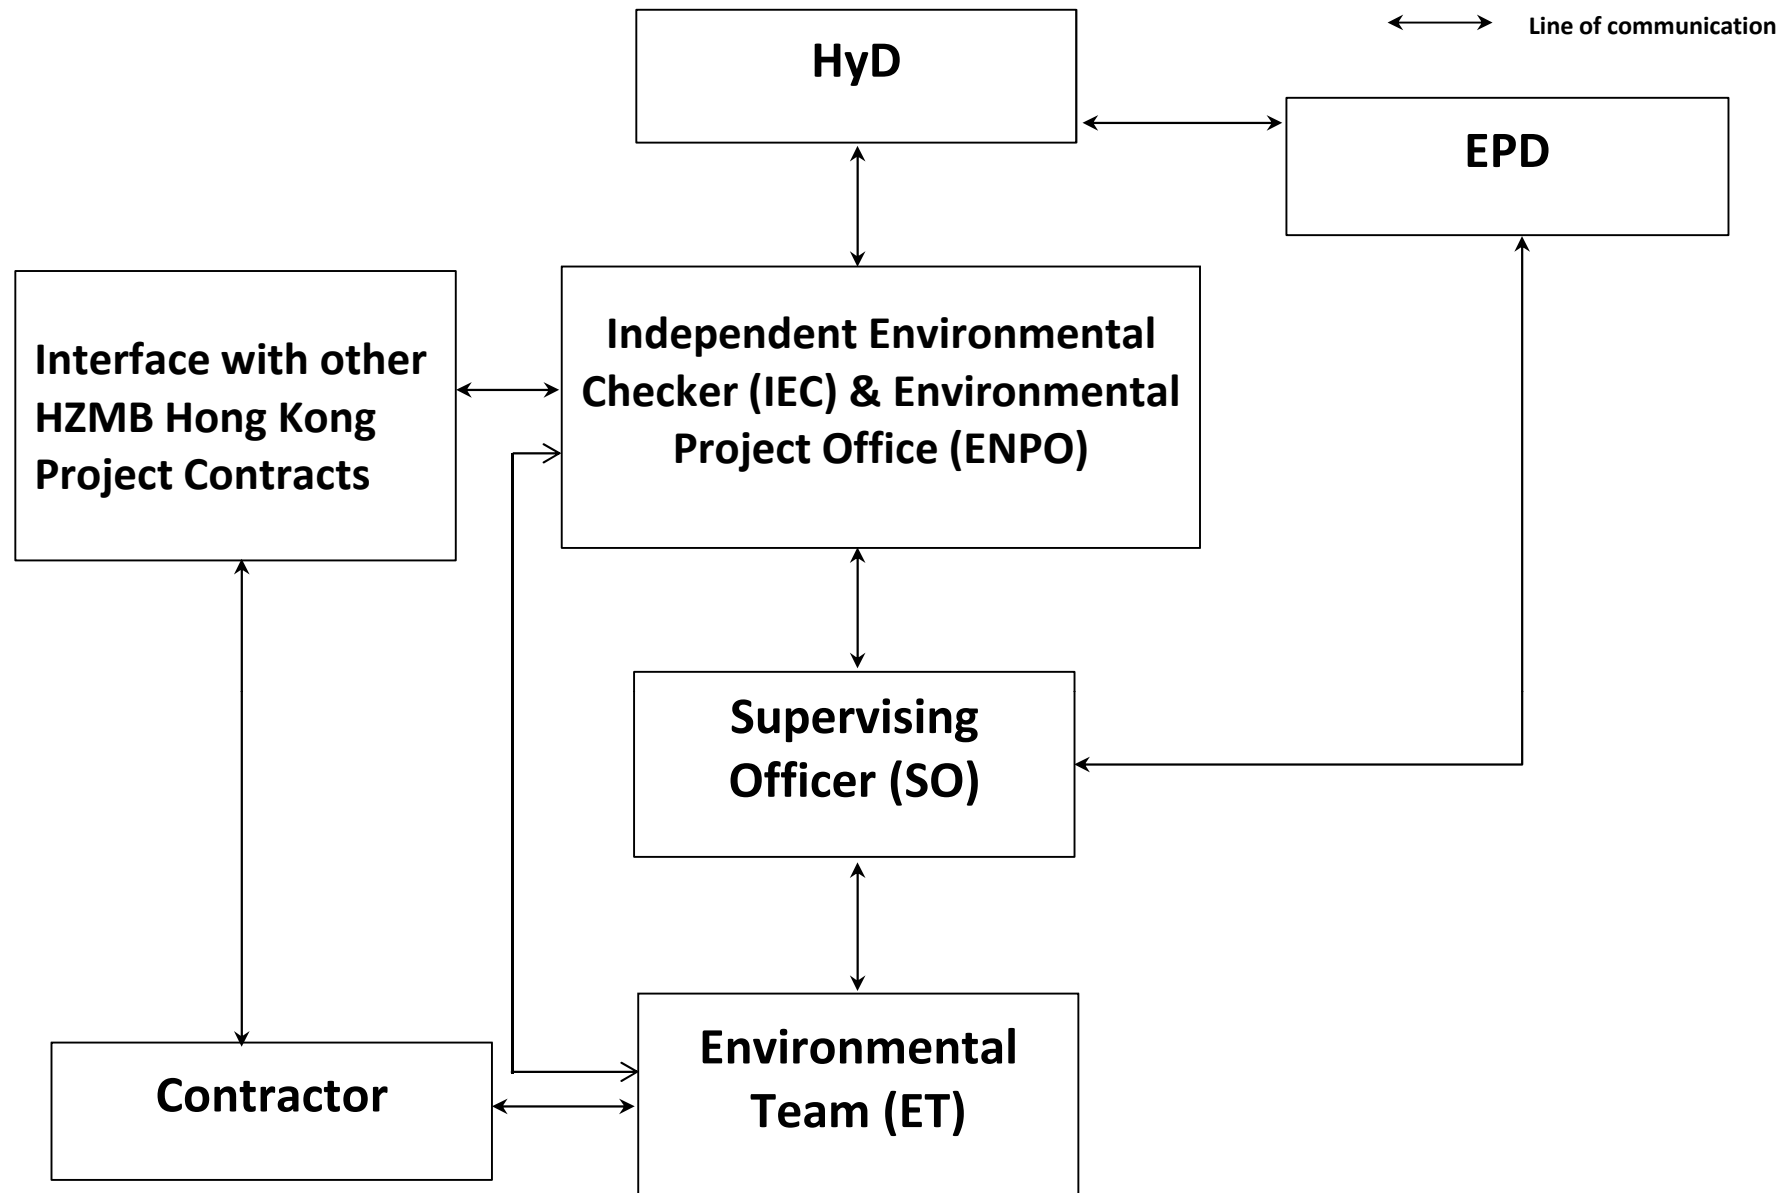 Line of communication
HyD
EPD
Interface with other
HZMB Hong Kong
Project Contracts
Independent Environmental
Checker (IEC) & Environmental
Project Office (ENPO)
Supervising
Officer (SO)
Contractor
Environmental
Team (ET)